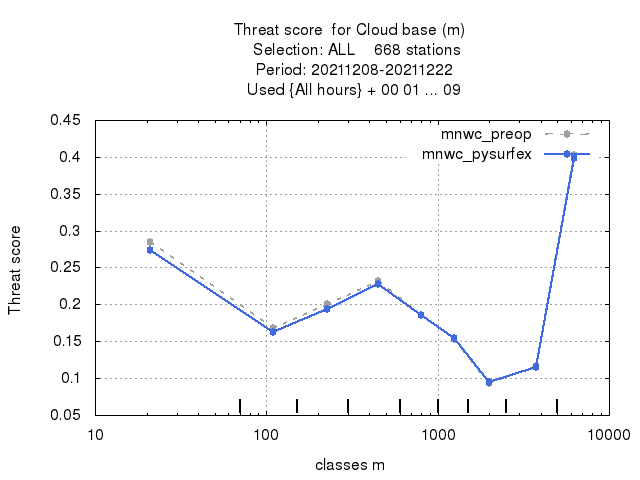 Threat score  for Cloud base (m)
Selection: ALL    668 stations
Period: 20211208-20211222
Used {All hours} + 00 01 ... 09
mnwc_preop
mnwc_pysurfex
0.45
0.4
0.35
0.3
0.25
0.2
0.15
0.1
0.05
Threat score
10 100 1000 10000
classes m